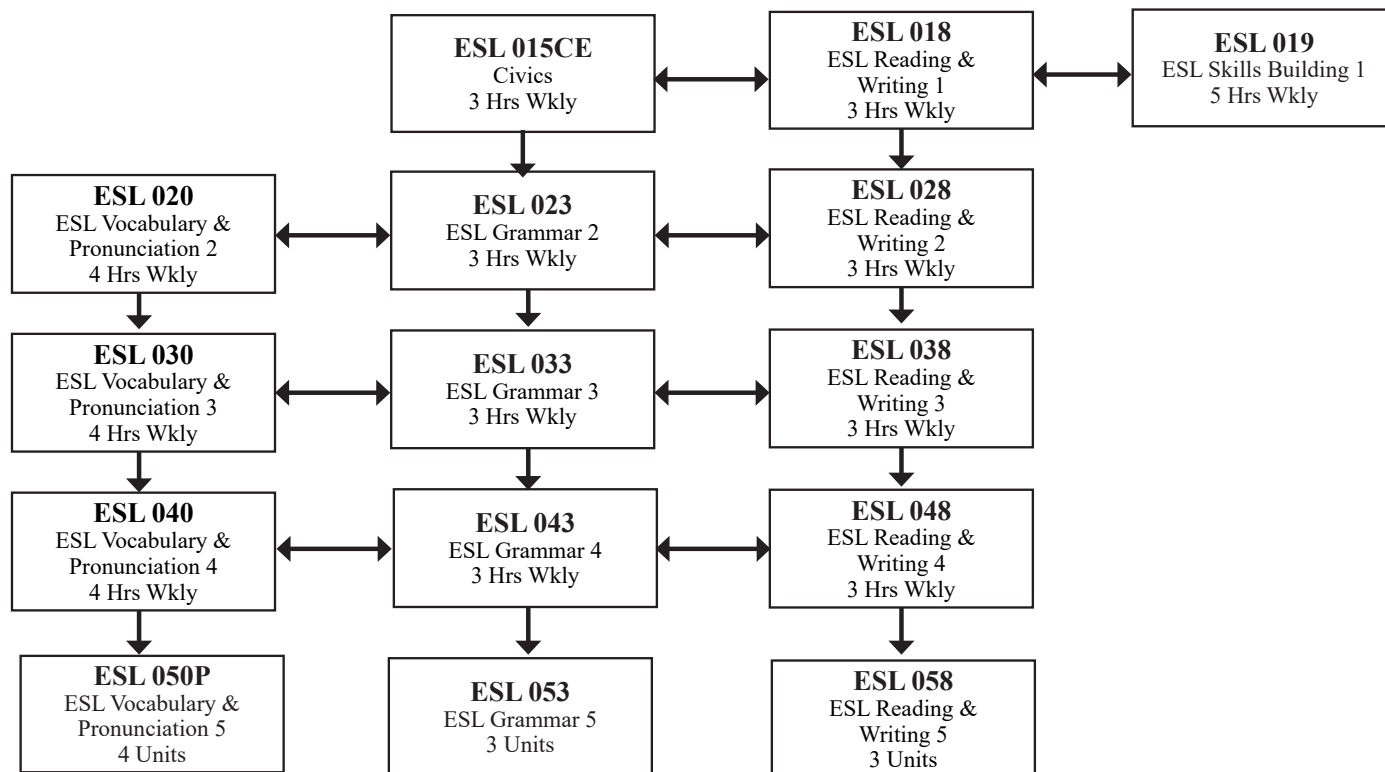 ESL 015CE
Civics
3 Hrs Wkly
ESL 018
ESL Reading &
Writing 1
3 Hrs Wkly
ESL 019
ESL Skills Building 1
5 Hrs Wkly
ESL 020
ESL Vocabulary &
Pronunciation 2
4 Hrs Wkly
ESL 023
ESL Grammar 2
3 Hrs Wkly
ESL 028
ESL Reading &
Writing 2
3 Hrs Wkly
ESL 030
ESL Vocabulary &
Pronunciation 3
4 Hrs Wkly
ESL 033
ESL Grammar 3
3 Hrs Wkly
ESL 038
ESL Reading &
Writing 3
3 Hrs Wkly
ESL 040
ESL Vocabulary &
Pronunciation 4
4 Hrs Wkly
ESL 043
ESL Grammar 4
3 Hrs Wkly
ESL 048
ESL Reading &
Writing 4
3 Hrs Wkly
ESL 050P
ESL Vocabulary &
Pronunciation 5
4 Units
ESL 053
ESL Grammar 5
3 Units
ESL 058
ESL Reading &
Writing 5
3 Units